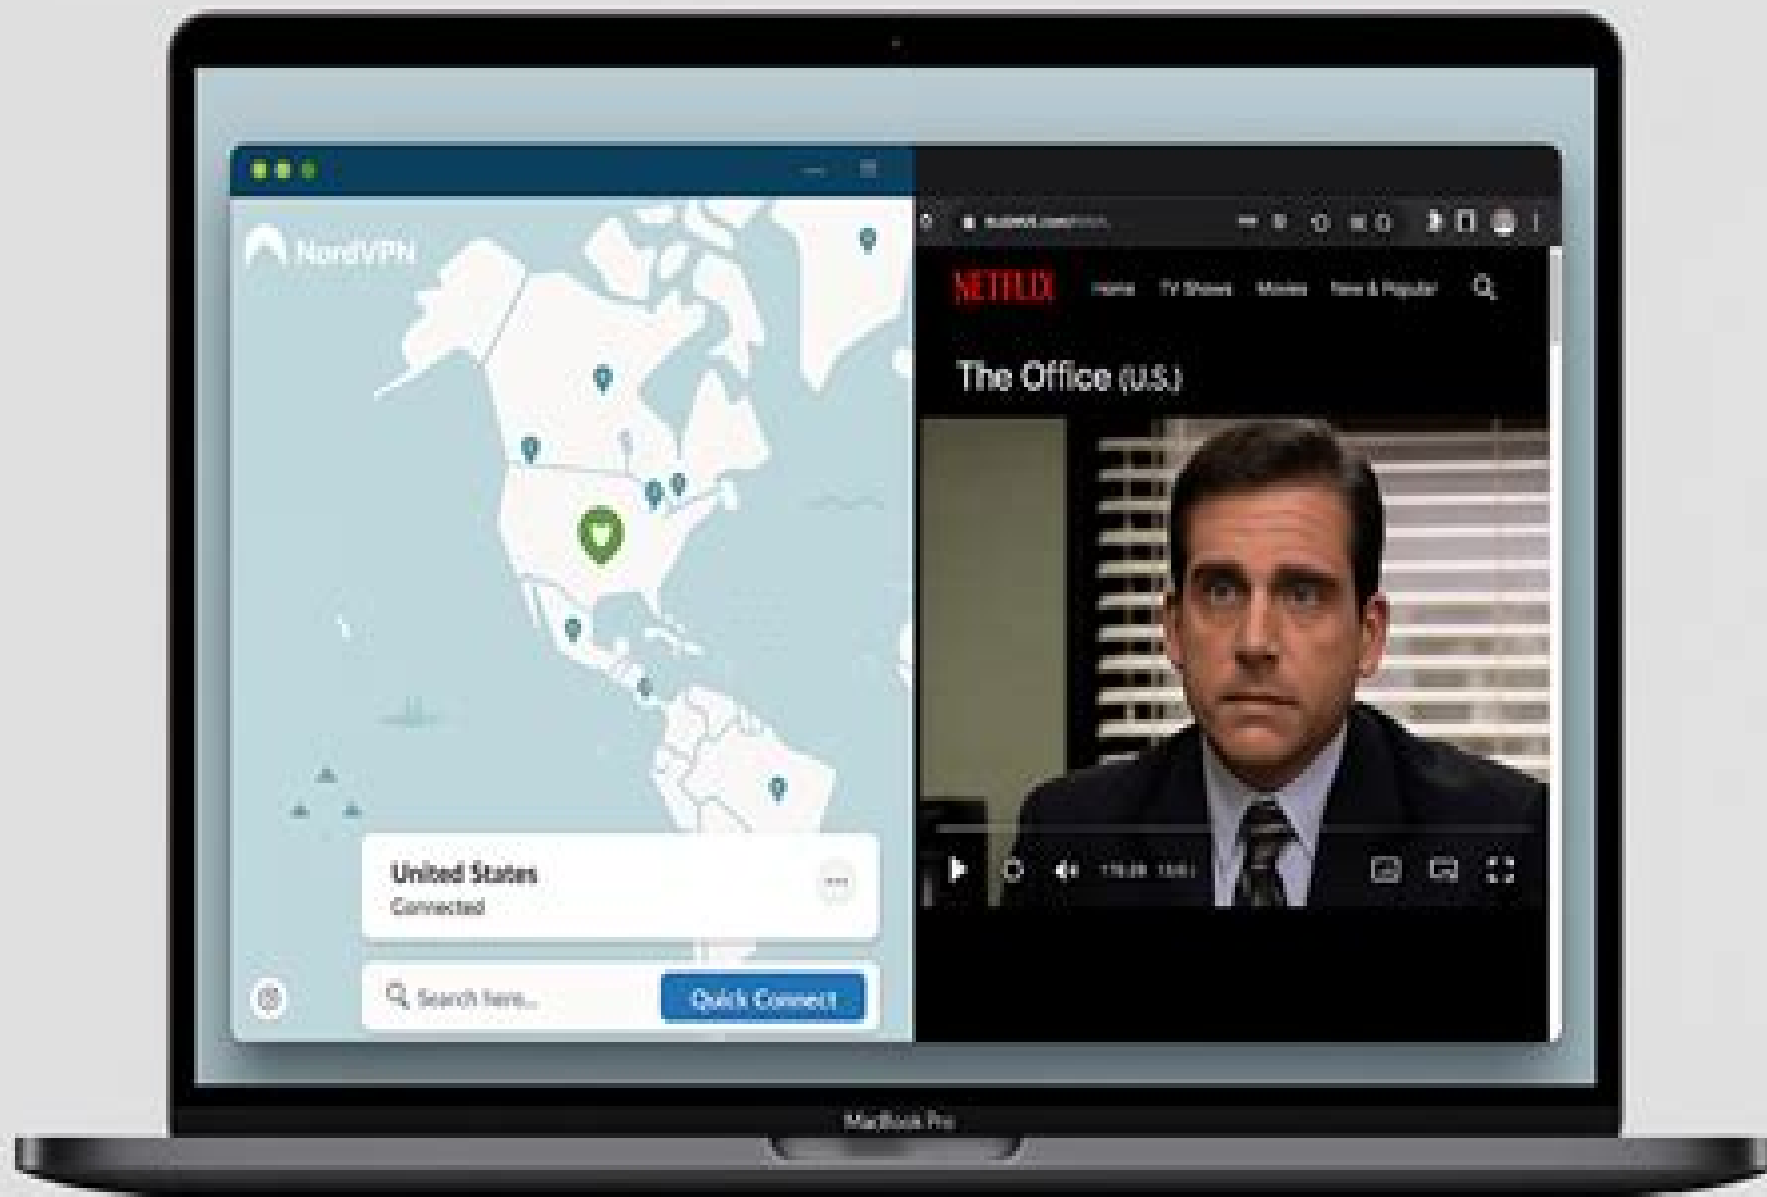 NordVPN
United States
Connected
Search here...
Quick Connect
NETFLIX
Home TV Shows Movies New & Popular
The Office (U.S.)
MacBook Pro